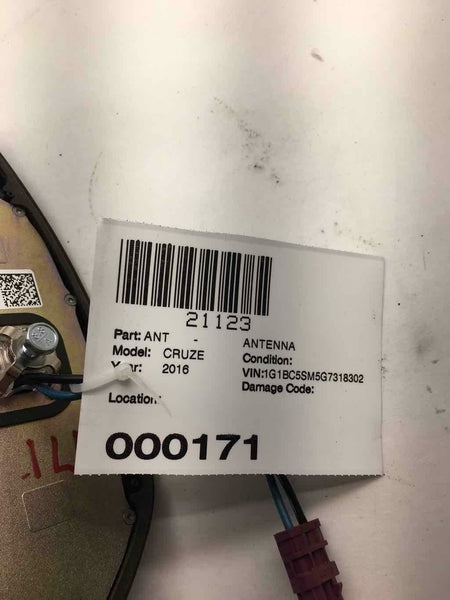 21123
Part: ANT - ANTENNA
Model: CRUZE Condition:
Year: 2016 VIN:1G1BC5SM5G7318302
Damage Code:
Location:
000171